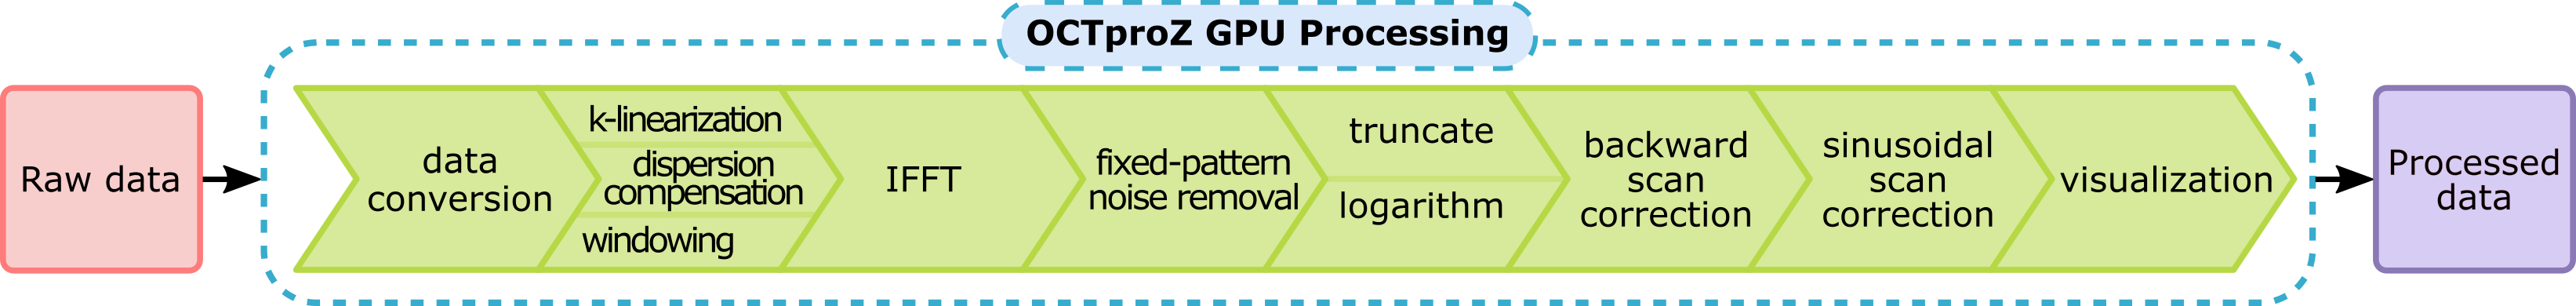 OCTproZ GPU Processing
Raw data
data
conversion
k-linearization
dispersion
compensation
windowing
IFFT
fixed-pattern
noise removal
truncate
logarithm
backward
scan
correction
sinusoidal
scan
correction
visualization
Processed
data